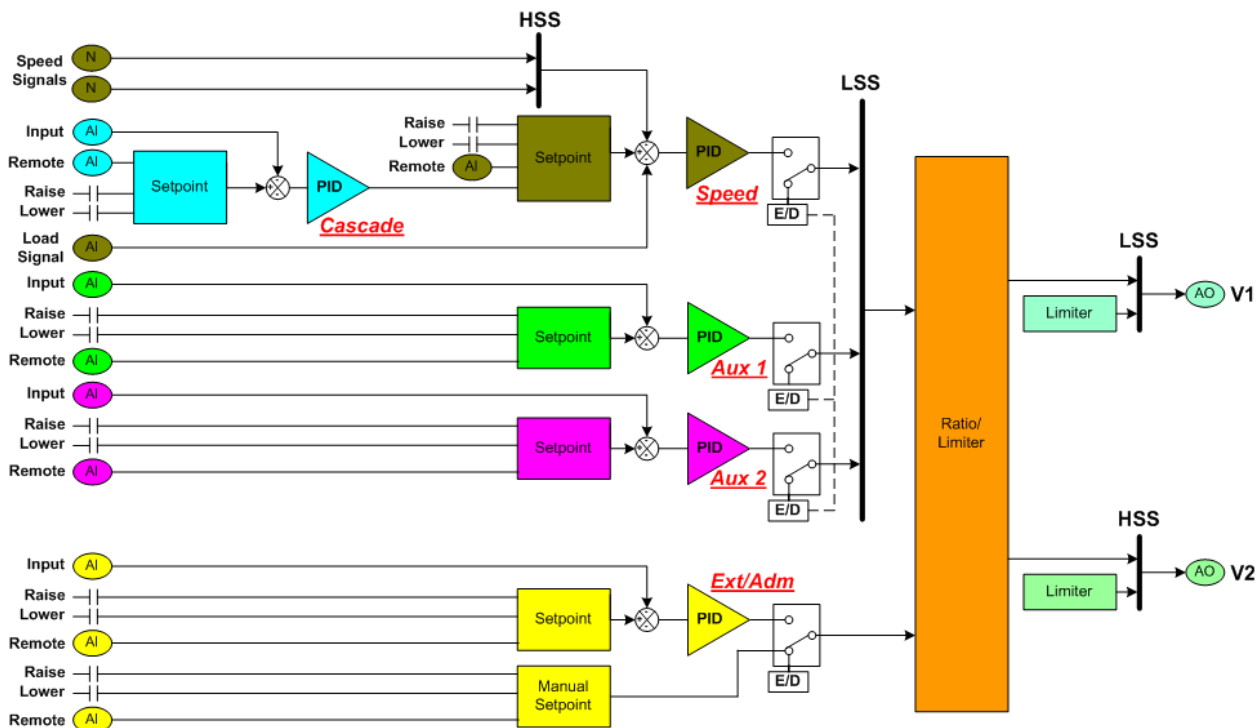 HSS
Speed
Signals
N
N
LSS
Input
AI
Remote
AI
Raise
Lower
Setpoint
PID
Cascade
Raise
Lower
Remote
AI
Setpoint
PID
Speed
E/D
Load
Signal
AI
Input
AI
Raise
Lower
Remote
AI
Setpoint
PID
Aux 1
E/D
Input
AI
Raise
Lower
Remote
AI
Setpoint
PID
Aux 2
E/D
Input
AI
Raise
Lower
Remote
AI
Setpoint
PID
Ext/Adm
Raise
Lower
Remote
AI
Manual
Setpoint
E/D
Ratio/
Limiter
LSS
Limiter
AO
V1
HSS
Limiter
AO
V2